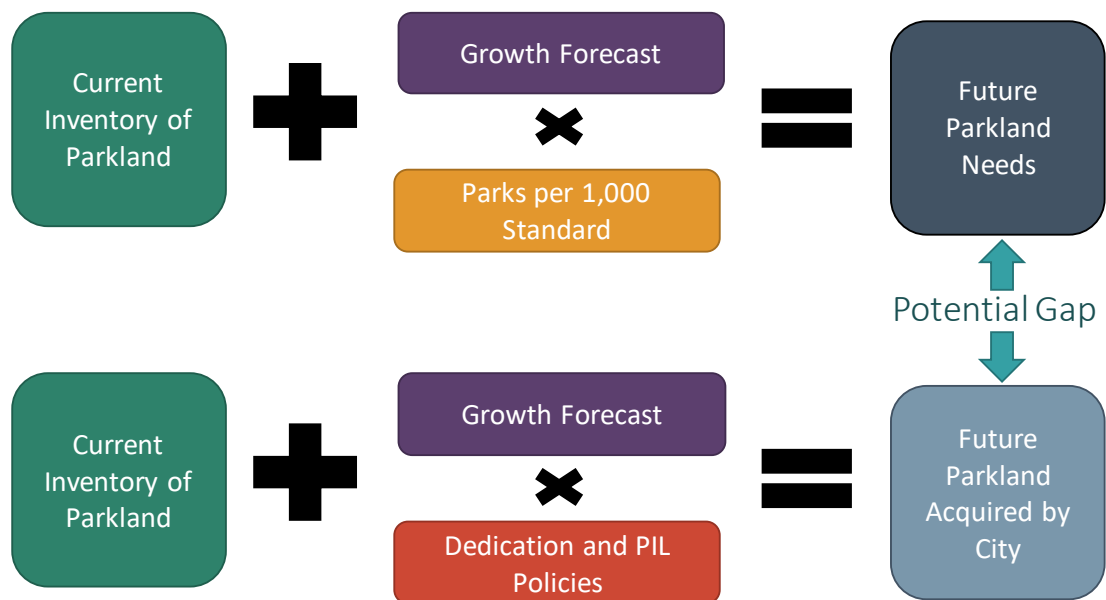 Current
Inventory of
Parkland
Growth Forecast
Parks per 1,000
Standard
Future
Parkland
Needs
Potential Gap
Current
Inventory of
Parkland
Growth Forecast
Dedication and PIL
Policies
Future
Parkland
Acquired by
City